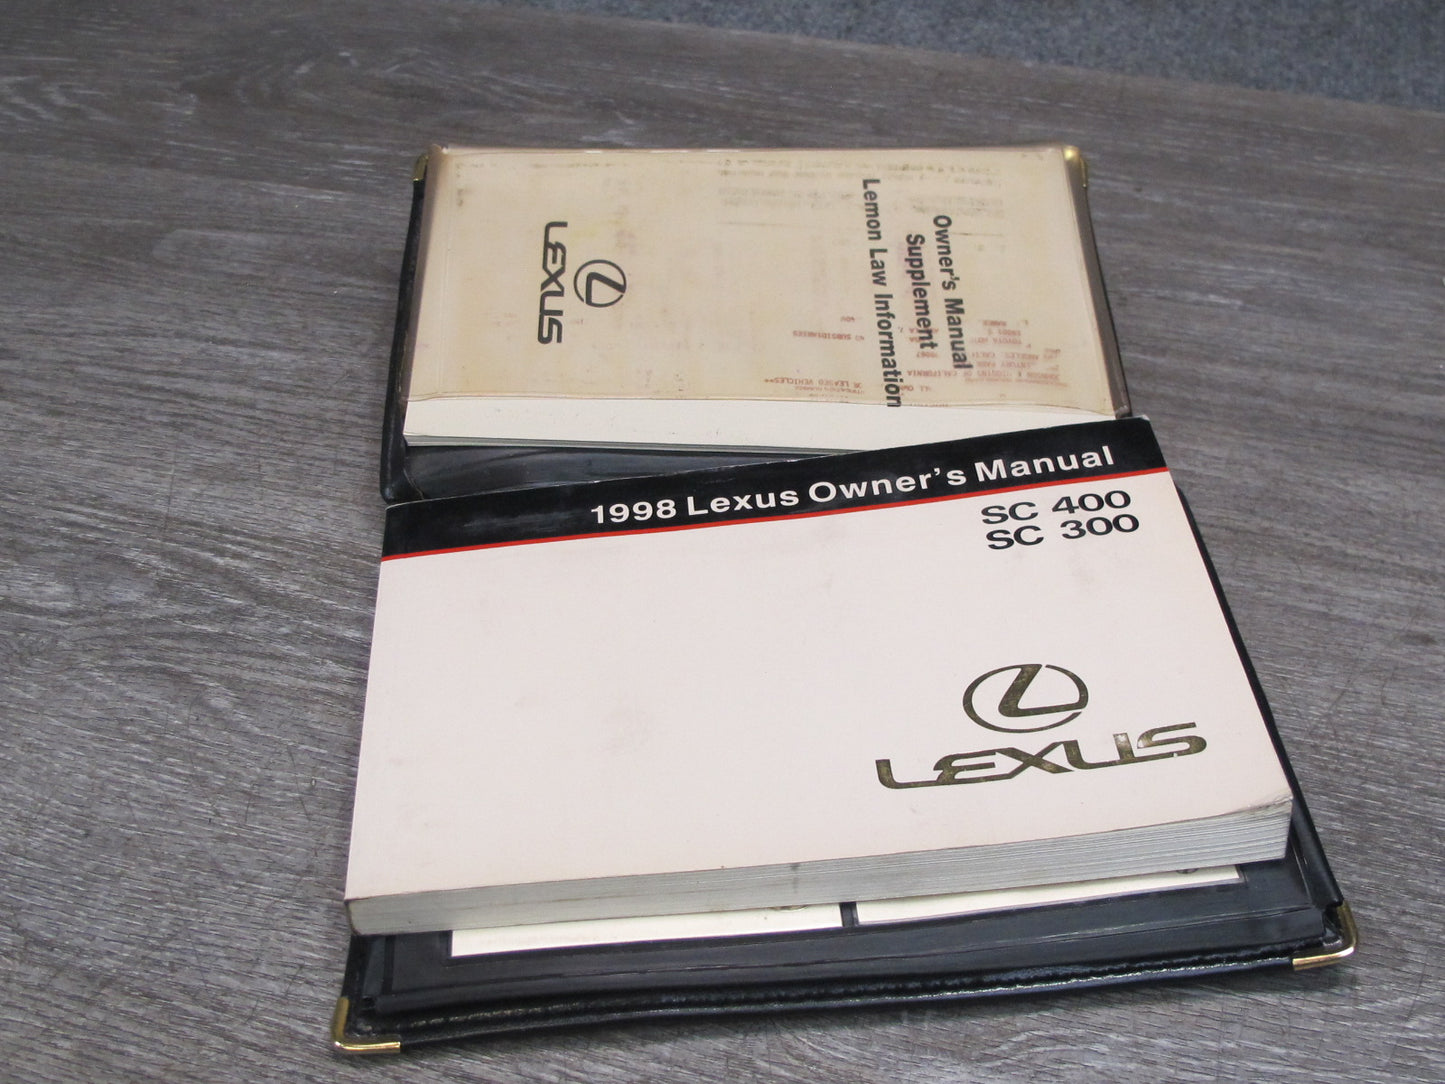 Owner's Manual
Supplement
Lemon Law Information
LEXUS
1998 Lexus Owner's Manual
SC 400
SC 300
LEXUS